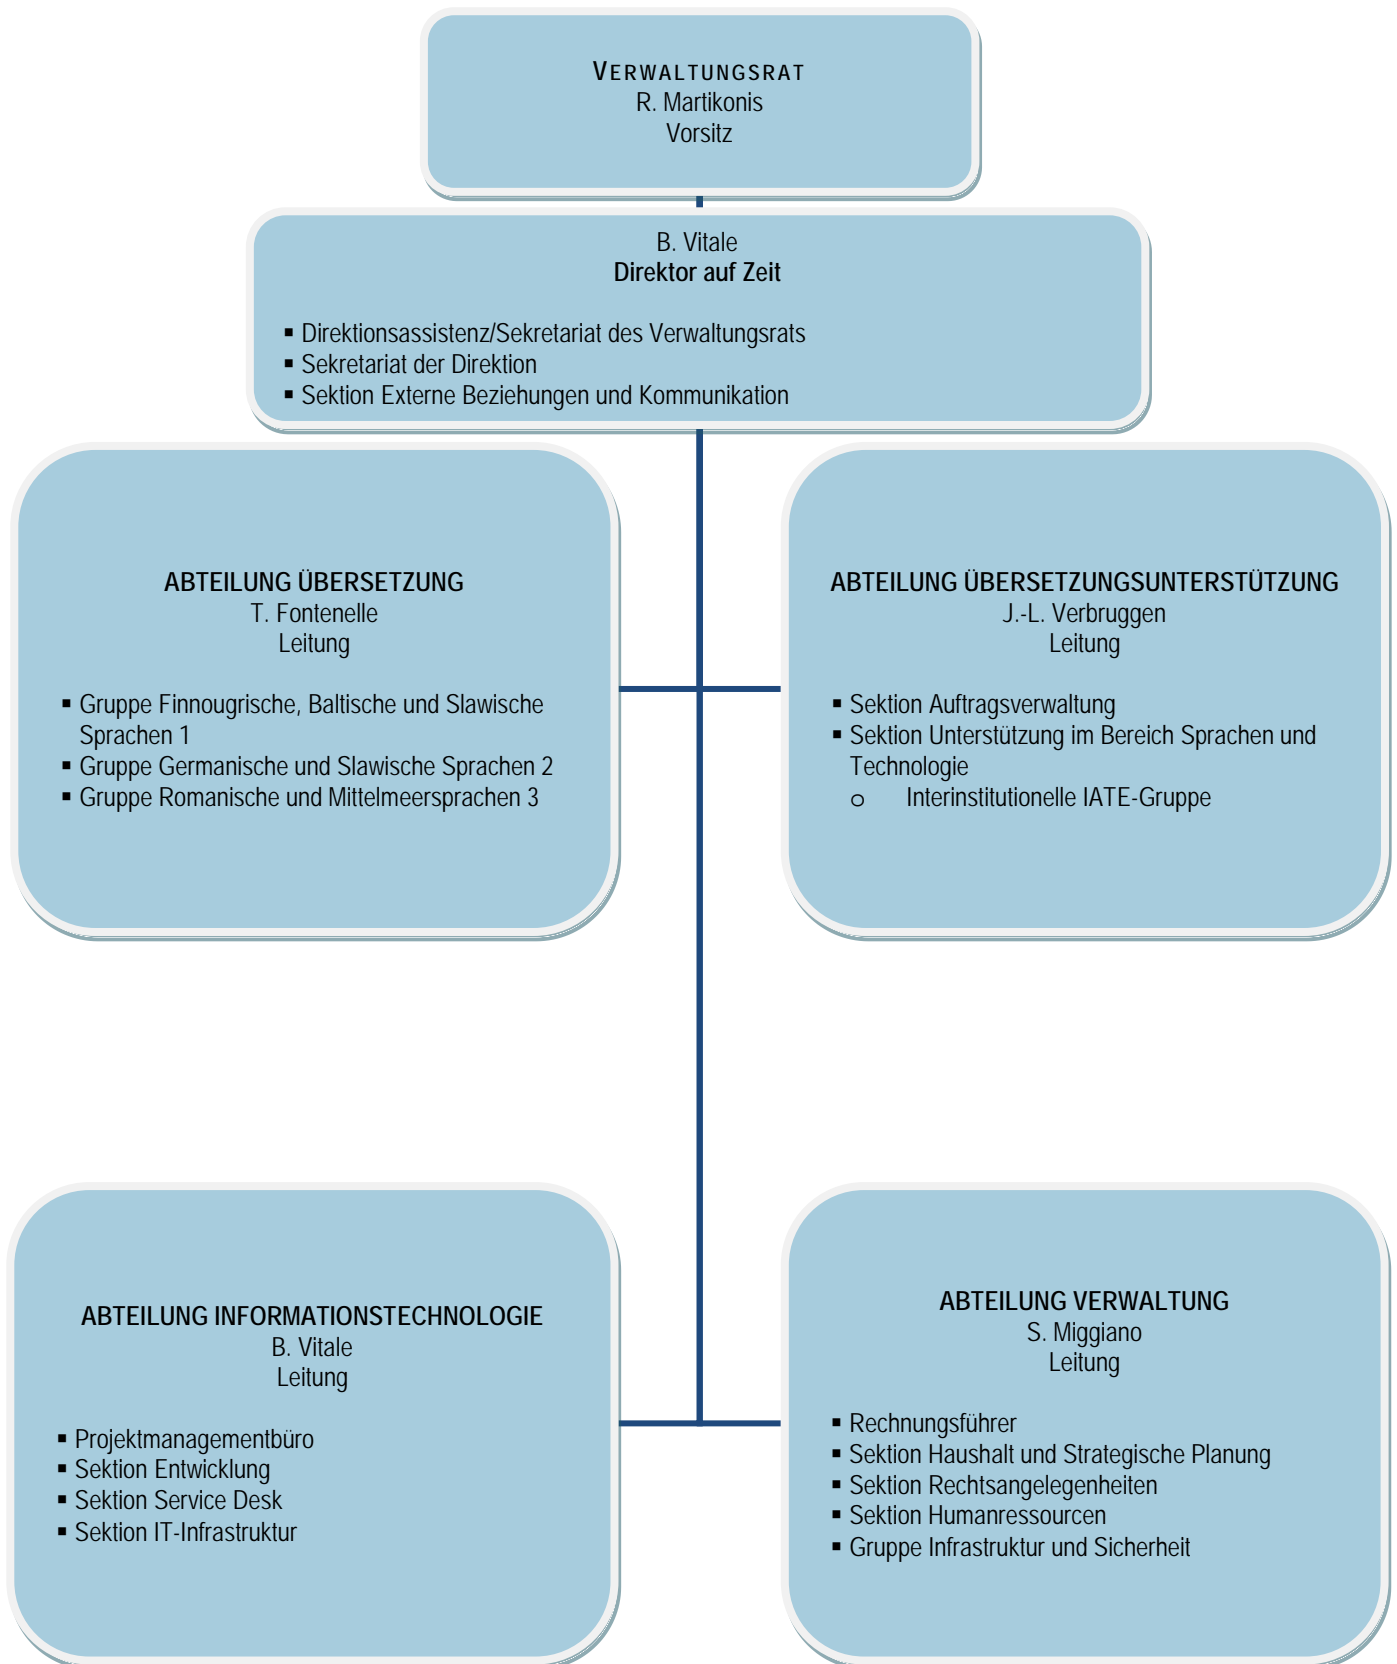 VERWALTUNGSRAT
R. Martikonis
Vorsitz
B. Vitale
Direktor auf Zeit
▪ Direktionsassistenz/Sekretariat des Verwaltungsrats
▪ Sekretariat der Direktion
▪ Sektion Externe Beziehungen und Kommunikation
ABTEILUNG ÜBERSETZUNG
T. Fontenelle
Leitung
▪ Gruppe Finnougrische, Baltische und Slawische
Sprachen 1
▪ Gruppe Germanische und Slawische Sprachen 2
▪ Gruppe Romanische und Mittelmeersprachen 3
ABTEILUNG ÜBERSETZUNGSUNTERSTÜTZUNG
J.-L. Verbruggen
Leitung
▪ Sektion Auftragsverwaltung
▪ Sektion Unterstützung im Bereich Sprachen und
Technologie
o Interinstitutionelle IATE-Gruppe
ABTEILUNG INFORMATIONSTECHNOLOGIE
B. Vitale
Leitung
▪ Projektmanagementbüro
▪ Sektion Entwicklung
▪ Sektion Service Desk
▪ Sektion IT-Infrastruktur
ABTEILUNG VERWALTUNG
S. Miggiano
Leitung
▪ Rechnungsführer
▪ Sektion Haushalt und Strategische Planung
▪ Sektion Rechtsangelegenheiten
▪ Sektion Humanressourcen
▪ Gruppe Infrastruktur und Sicherheit